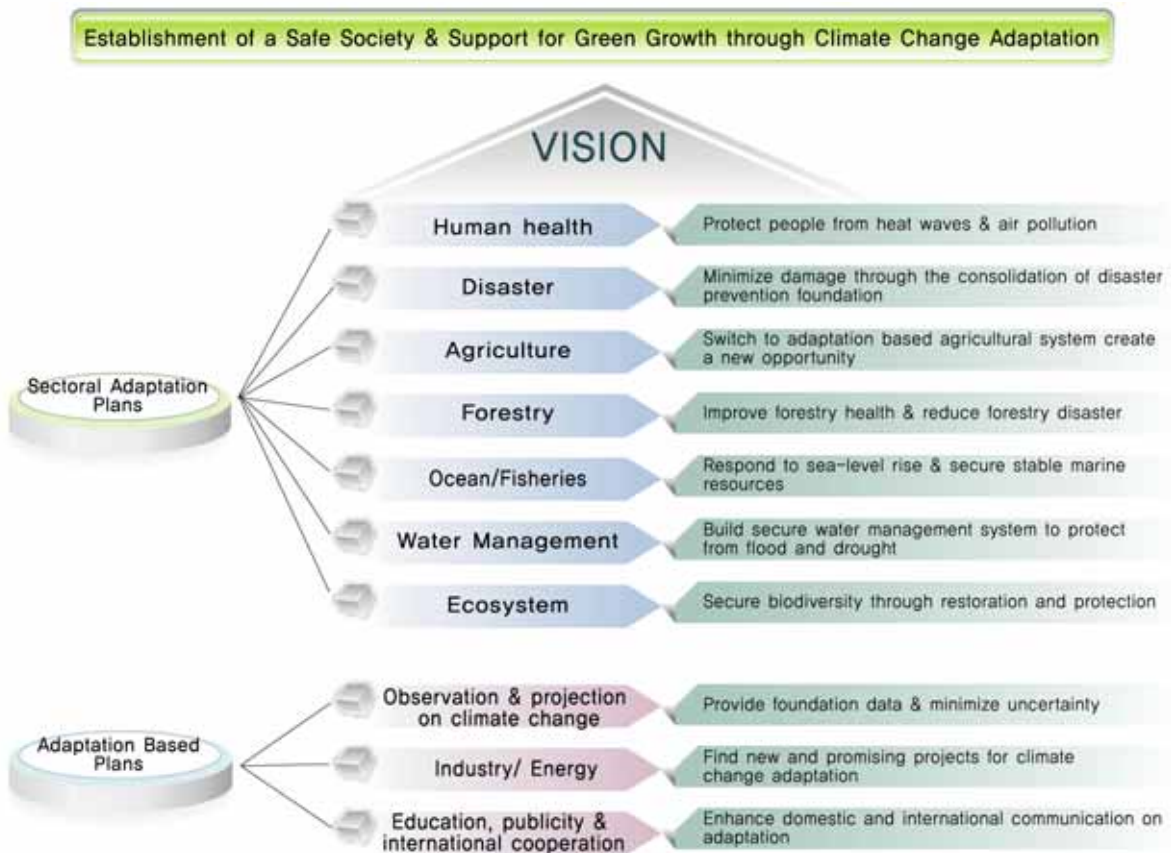 Establishment of a Safe Society & Support for Green Growth through Climate Change Adaptation
VISION
Sectoral Adaptation
Plans
Human health
Protect people from heat waves & air pollution
Disaster
Minimize damage through the consolidation of disaster
prevention foundation
Agriculture
Switch to adaptation based agricultural system create
a new opportunity
Forestry
Improve forestry health & reduce forestry disaster
Ocean/Fisheries
Respond to sea-level rise & secure stable marine
resources
Water Management
Build secure water management system to protect
from flood and drought
Ecosystem
Secure biodiversity through restoration and protection
Adaptation Based
Plans
Observation & projection
on climate change
Provide foundation data & minimize uncertainty
Industry/ Energy
Find new and promising projects for climate
change adaptation
Education, publicity &
international cooperation
Enhance domestic and international communication on
adaptation